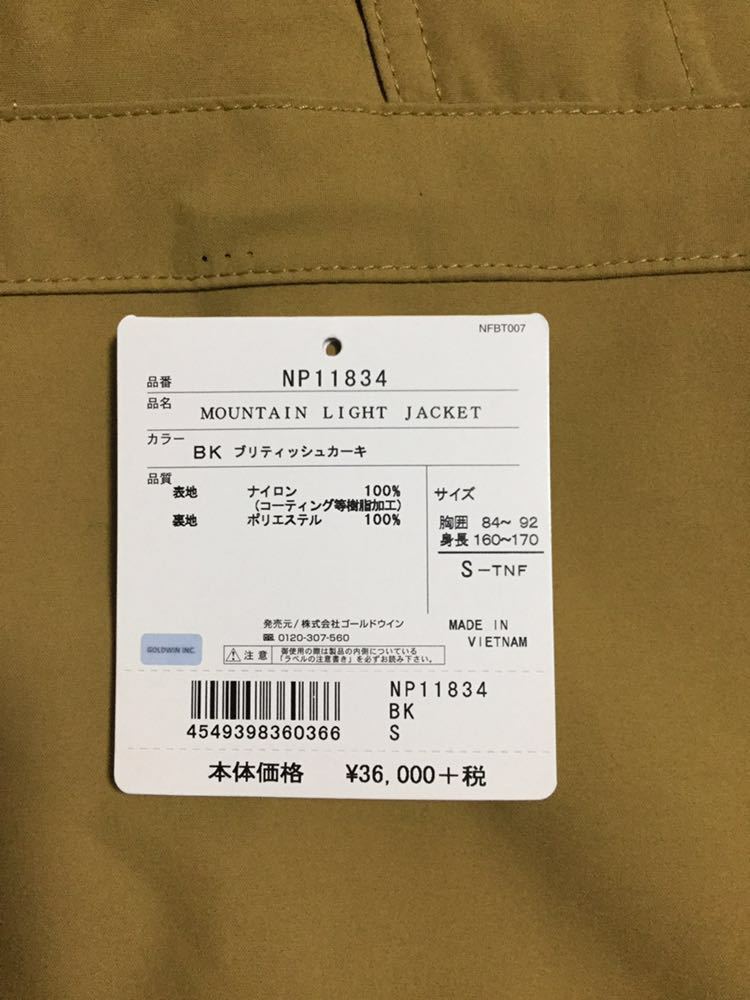 NFBT007
品番 NP11834
品名 MOUNTAIN LIGHT JACKET
カラー BK ブリティッシュカーキ
品質
表地 ナイロン 100%
(コーティング等樹脂加工)
裏地 ポリエステル 100%
サイズ
胸囲 84~ 92
身長 160~170
S-TNF
発売元/株式会社ゴールドウイン
0120-307-560
MADE IN
VIETNAM
GOLDWIN INC.
注意 御使用の際は製品の内側についている
「ラベルの注意書き」を必ずお読み下さい。
4549398360366
NP11834
BK
S
本体価格 ¥36,000+税